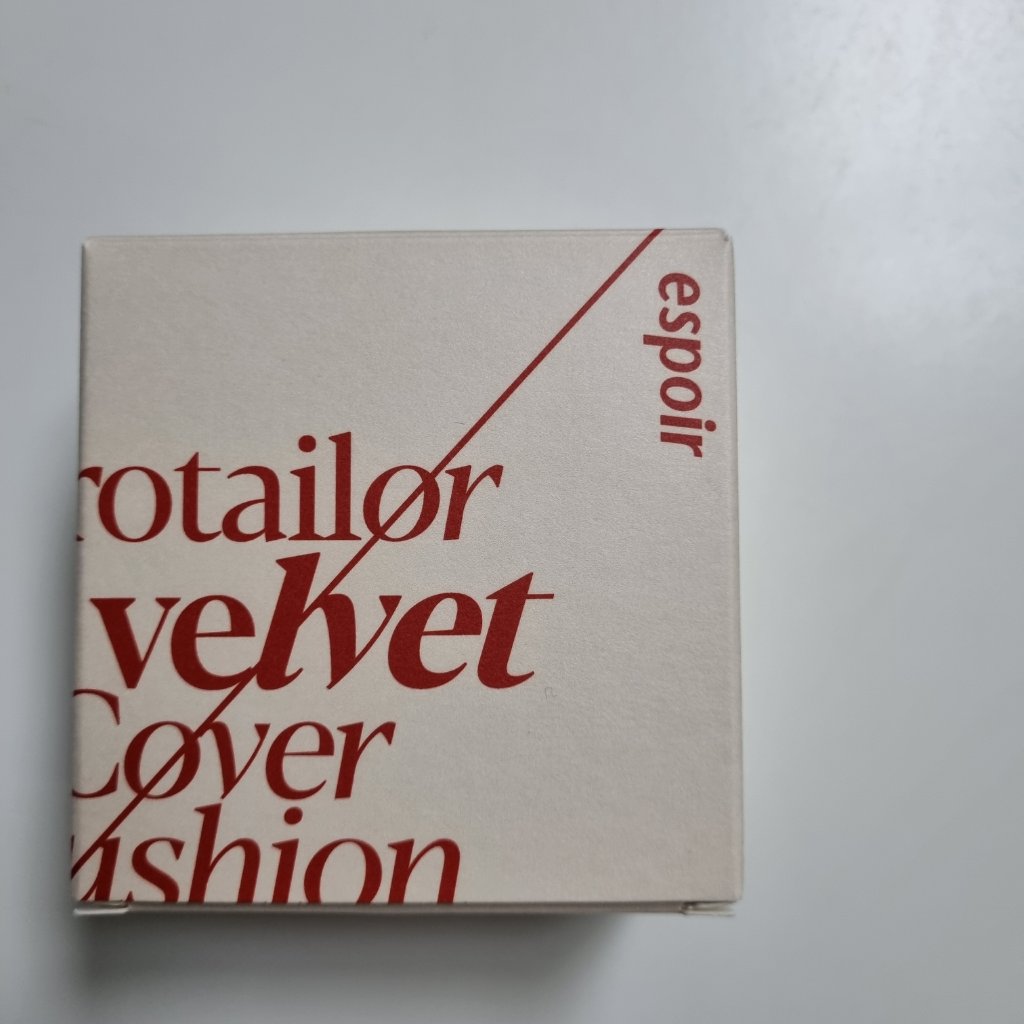 espoir
rotailor
velvet
Cover
ushion